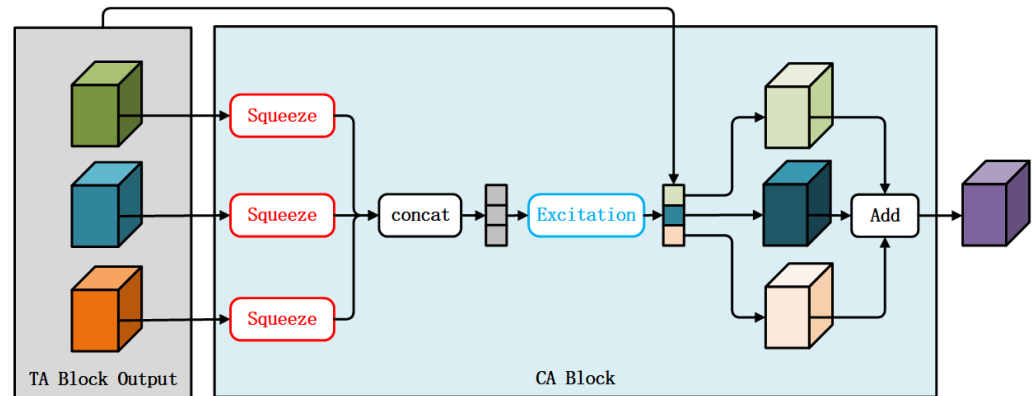 Squeeze
Squeeze
concat
Excitation
Add
Squeeze
TA Block Output
CA Block